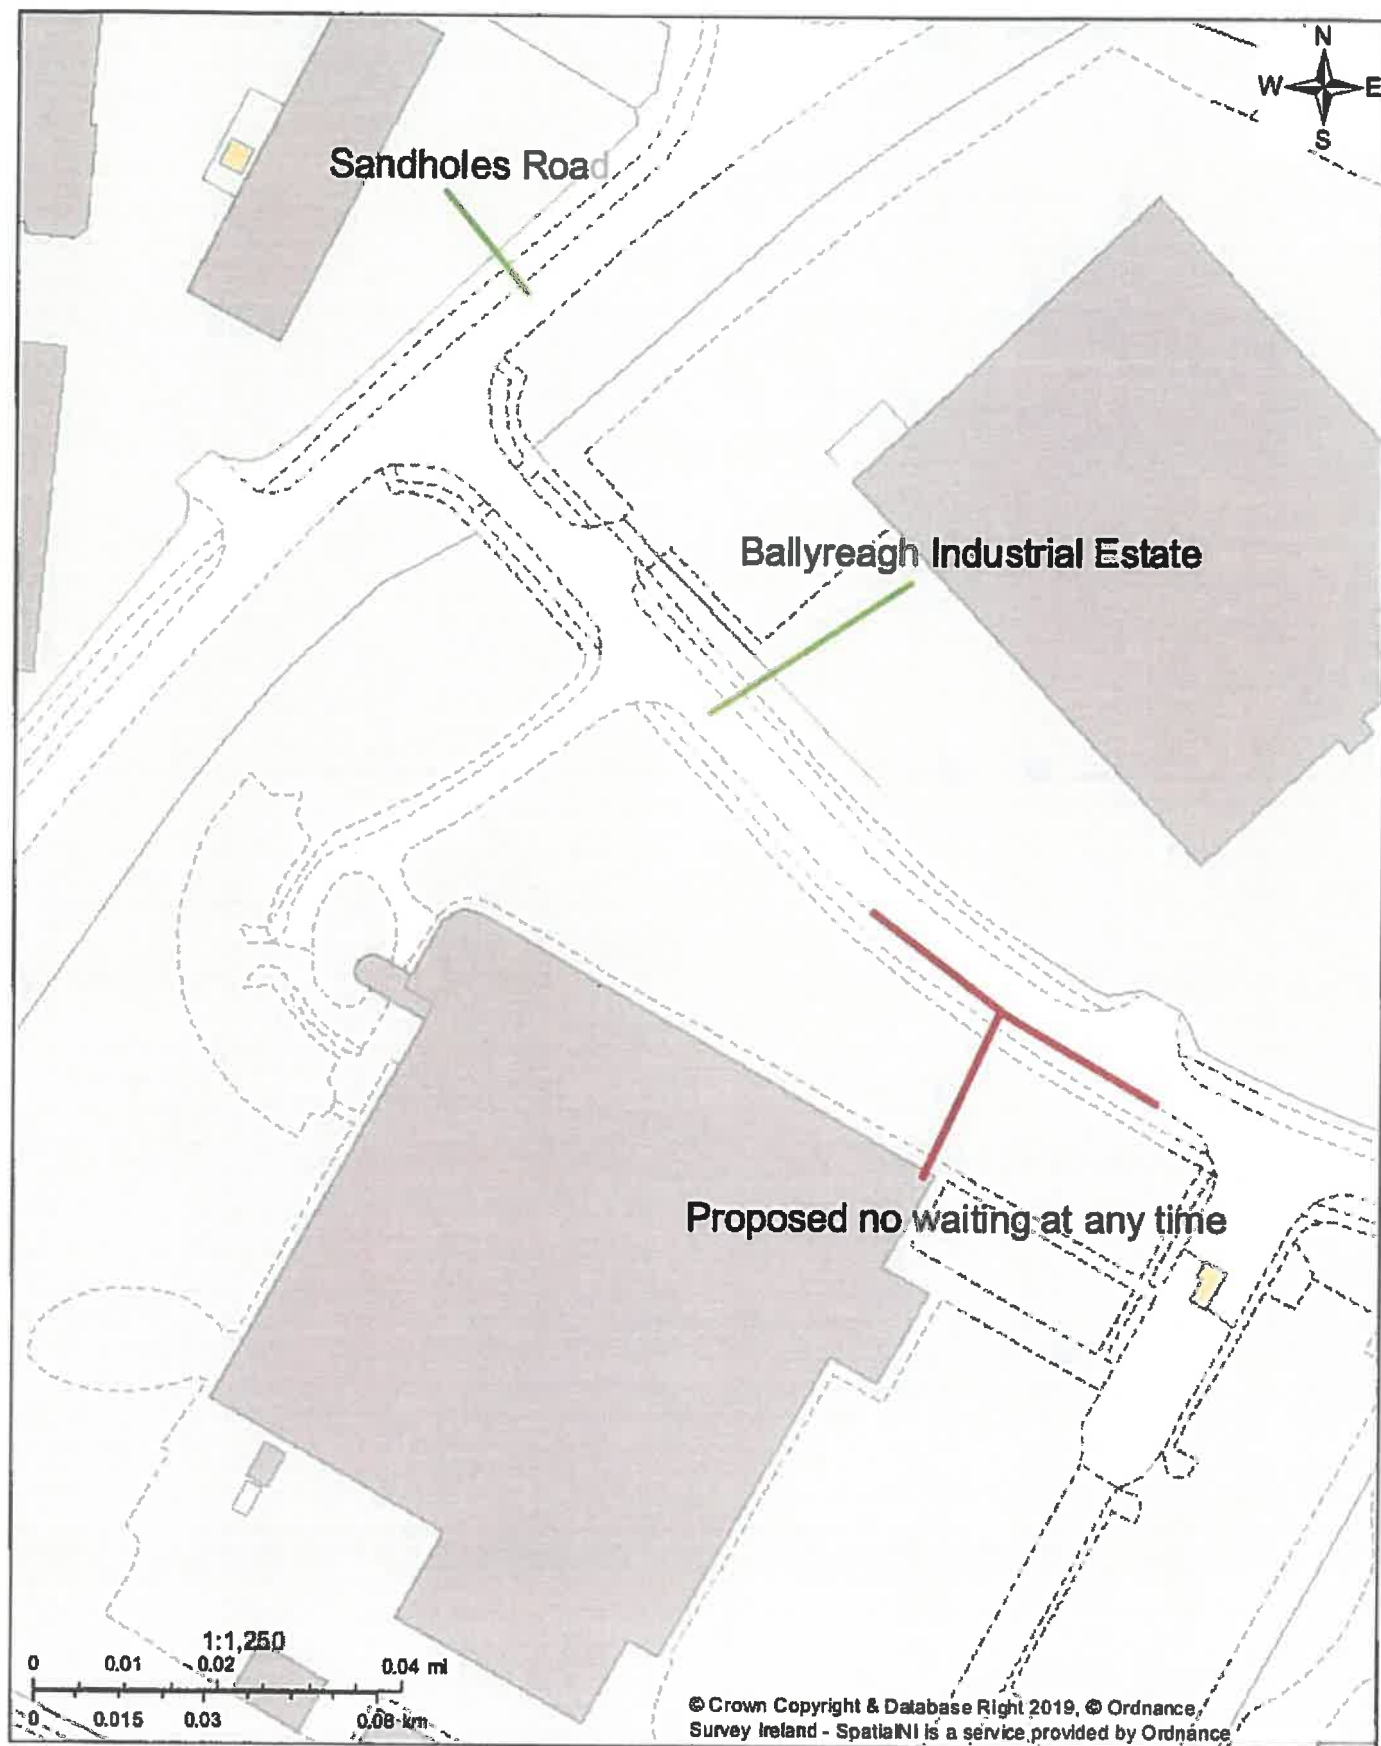 N
W E
S
Sandholes Road
Ballyreagh Industrial Estate
Proposed no waiting at any time
1:1,250
0 0.01 0.02 0.04 mi
0 0.015 0.03 0.06 km
© Crown Copyright & Database Right 2019, © Ordnance
Survey Ireland - SpatialNI is a service provided by Ordnance